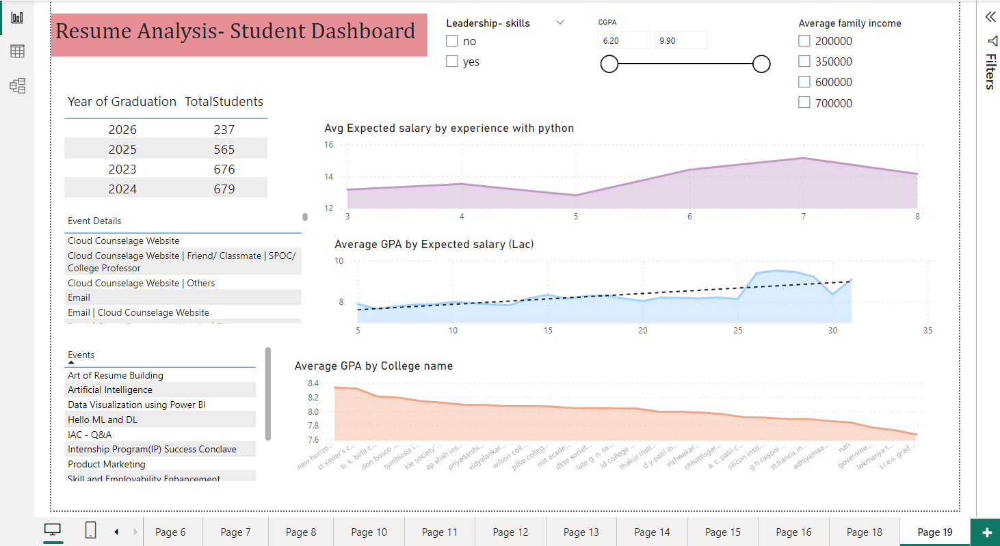 Resume Analysis- Student Dashboard
Leadership- skills
no
yes
CGPA
6.20 9.90
Average family income
200000
350000
600000
700000
Filters
Year of Graduation TotalStudents
2026 237
2025 565
2023 676
2024 679
Event Details
Cloud Counselage Website
Cloud Counselage Website | Friend/ Classmate | SPOC/
College Professor
Cloud Counselage Website | Others
Email
Email | Cloud Counselage Website
Events
Art of Resume Building
Artificial Intelligence
Data Visualization using Power BI
Hello ML and DL
IAC - Q&A
Internship Program(IP) Success Conclave
Product Marketing
Skill and Employability Enhancement
Avg Expected salary by experience with python
16
14
12
3 4 5 6 7 8
Average GPA by Expected salary (Lac)
10
8
5 10 15 20 25 30 35
Average GPA by College name
8.4
8.2
8.0
7.8
7.6
new horizo...
st xavier's c...
b. k. birla c...
don bosco ...
symbiosis i...
kle society'...
ap shah ins...
priyadarshi...
vidyalankar...
wilson coll...
pillai colleg...
mit acade...
dkte societ...
late g. n. sa...
ld college ...
thakur insti...
d y patil in...
vishwakar...
chhattisgar...
a. c. patil c...
silicon insti...
g h raisoni ...
st.francis in...
adhiyamaa...
nan
governme...
lokmanya t...
s.i.e.s. grad...
Page 6 Page 7 Page 8 Page 10 Page 11 Page 12 Page 13 Page 14 Page 15 Page 16 Page 18 Page 19